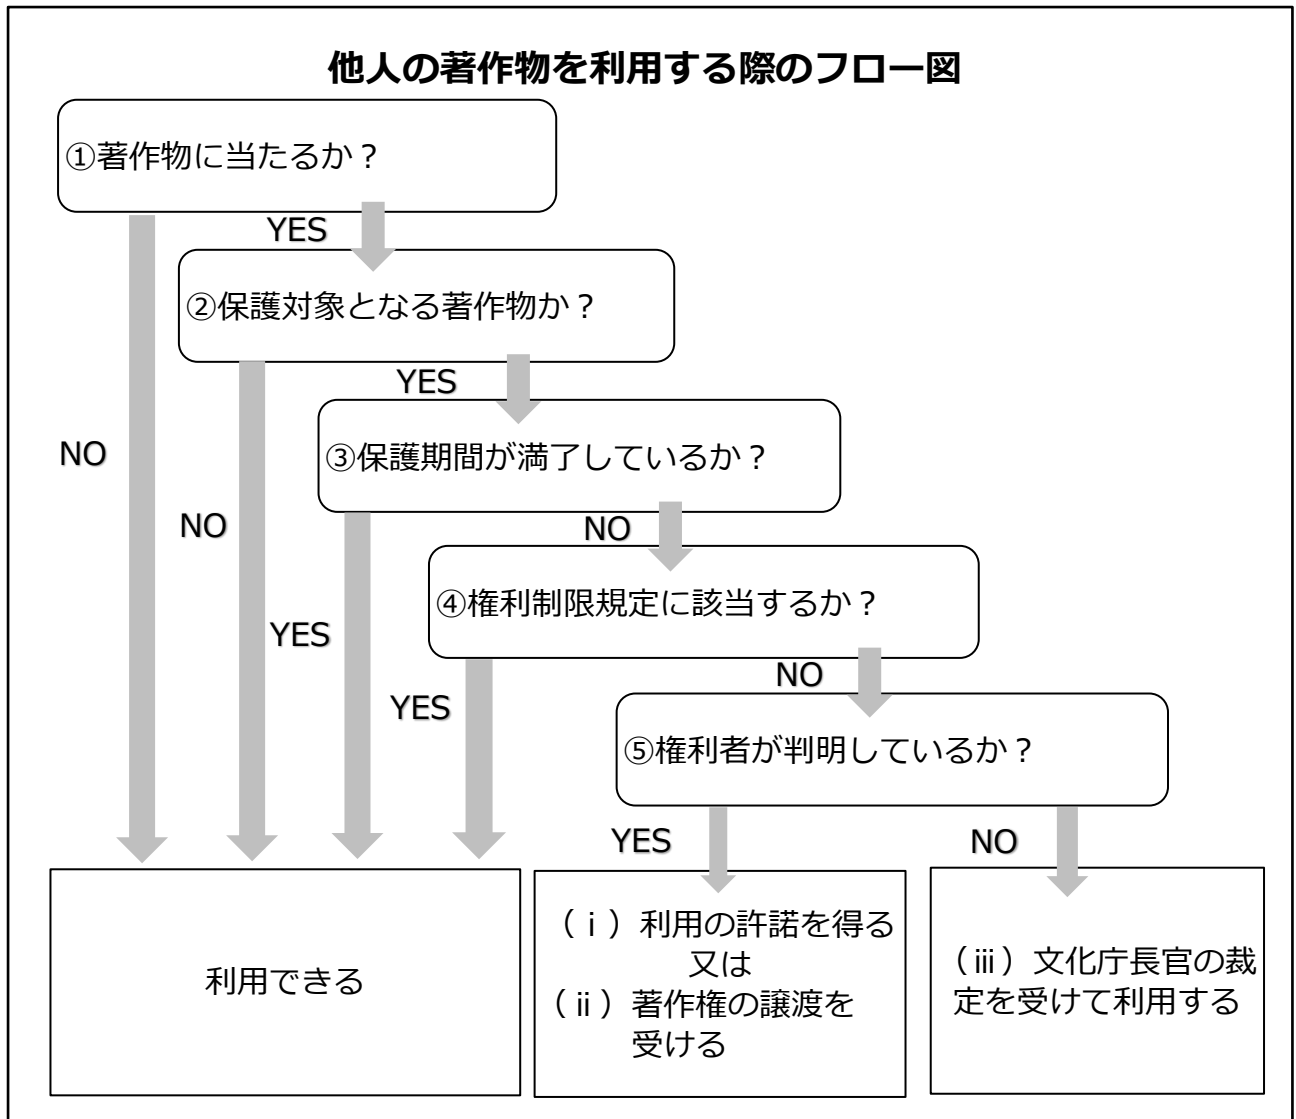 他人の著作物を利用する際のフロー図
①著作物に当たるか？
YES
②保護対象となる著作物か？
YES
③保護期間が満了しているか？
NO
NO
NO
④権利制限規定に該当するか？
YES
YES
NO
⑤権利者が判明しているか？
YES
NO
利用できる
（ⅰ）利用の許諾を得る
又は
（ⅱ）著作権の譲渡を
受ける
（ⅲ）文化庁長官の裁
定を受けて利用する